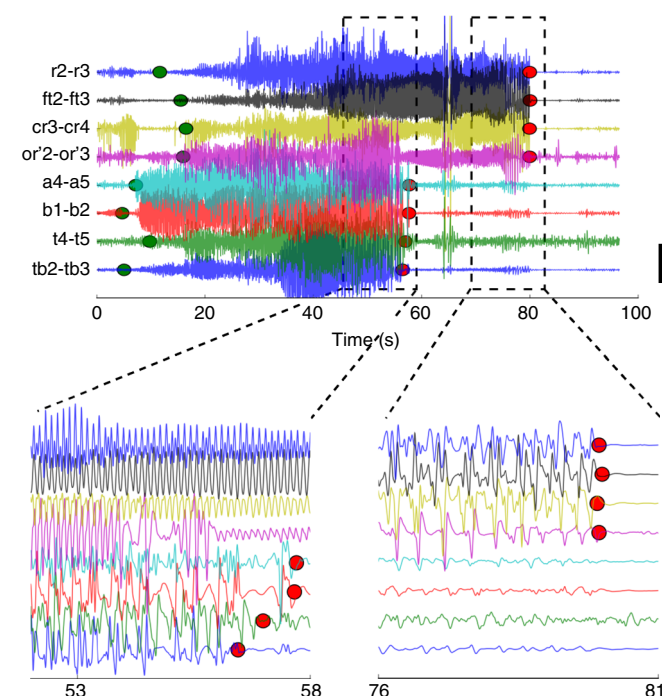 r2-r3
ft2-ft3
cr3-cr4
or’2-or’3
a4-a5
b1-b2
t4-t5
tb2-tb3
0 20 40 60 80 100
Time (s)
53 58 76 81